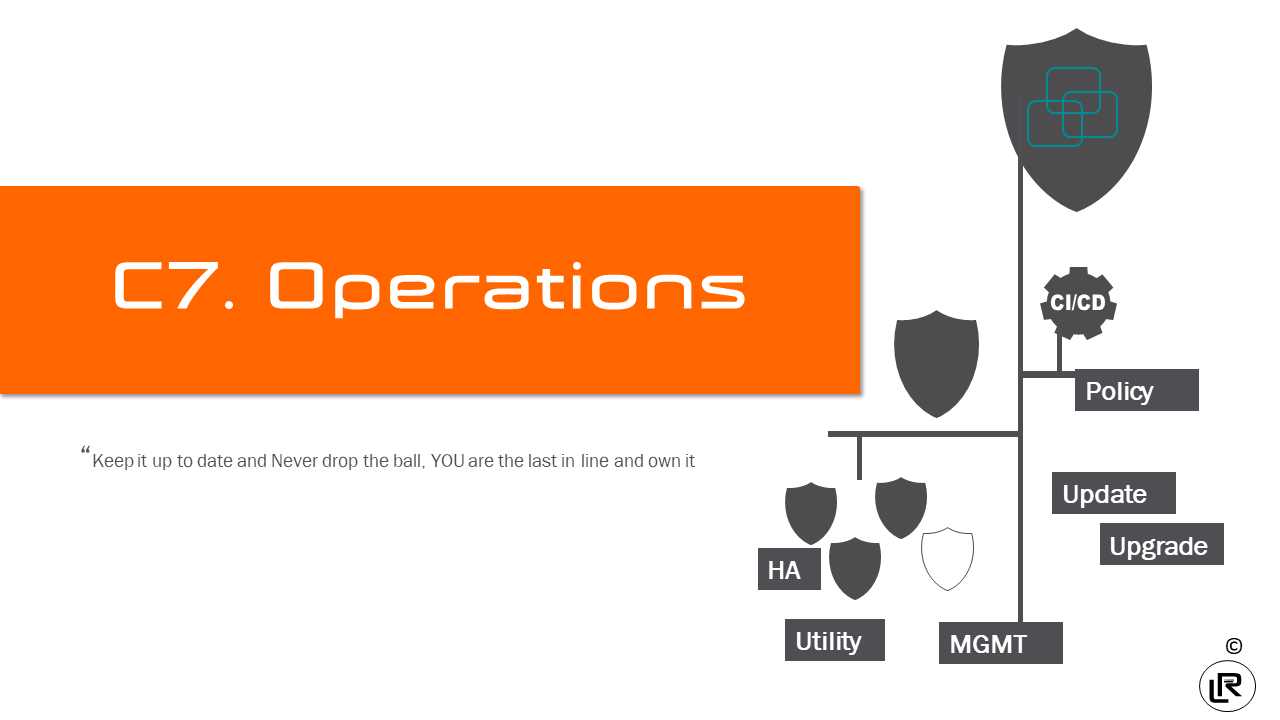 C7. Operations
“Keep it up to date and Never drop the ball, YOU are the last in line and own it
CI/CD
Policy
Update
Upgrade
HA
Utility
MGMT
©
LR